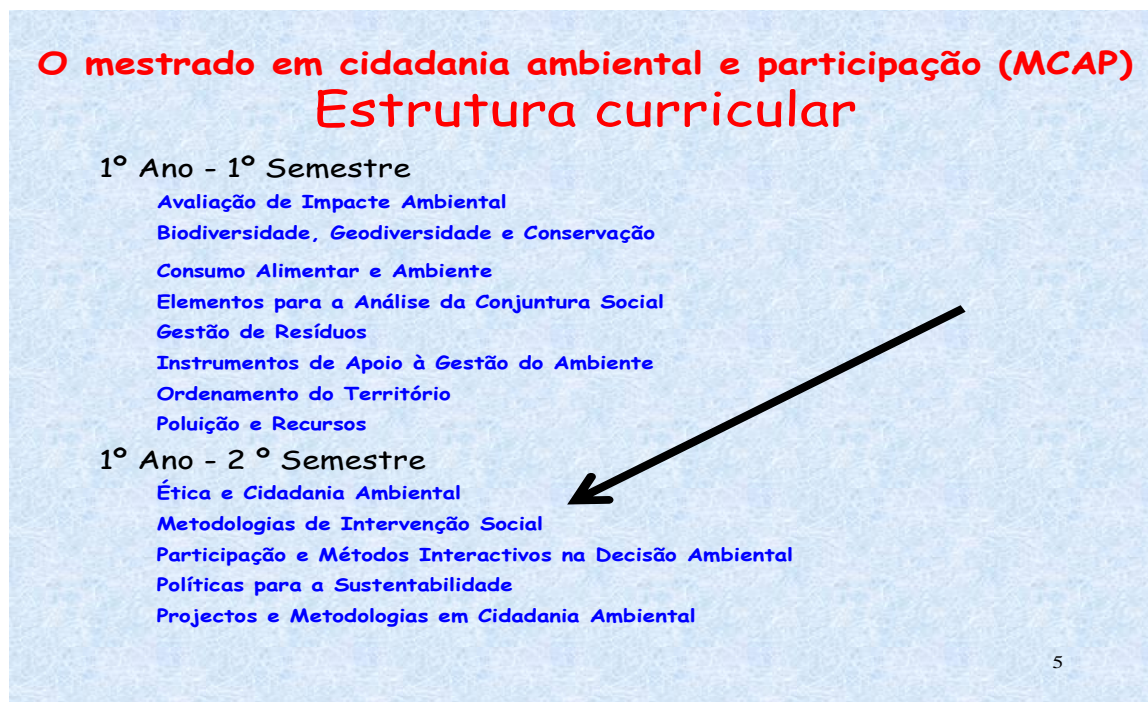 O mestrado em cidadania ambiental e participação (MCAP)
Estrutura curricular
1º Ano - 1º Semestre
Avaliação de Impacte Ambiental
Biodiversidade, Geodiversidade e Conservação
Consumo Alimentar e Ambiente
Elementos para a Análise da Conjuntura Social
Gestão de Resíduos
Instrumentos de Apoio à Gestão do Ambiente
Ordenamento do Território
Poluição e Recursos
1º Ano - 2 º Semestre
Ética e Cidadania Ambiental
Metodologias de Intervenção Social
Participação e Métodos Interactivos na Decisão Ambiental
Políticas para a Sustentabilidade
Projectos e Metodologias em Cidadania Ambiental
5